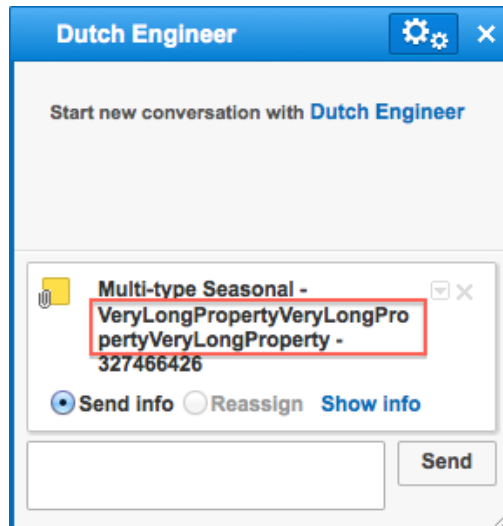 Dutch Engineer
Start new conversation with Dutch Engineer
Multi-type Seasonal -
VeryLongPropertyVeryLongPro
pertyVeryLongProperty -
327466426
Send info Reassign Show info
Send